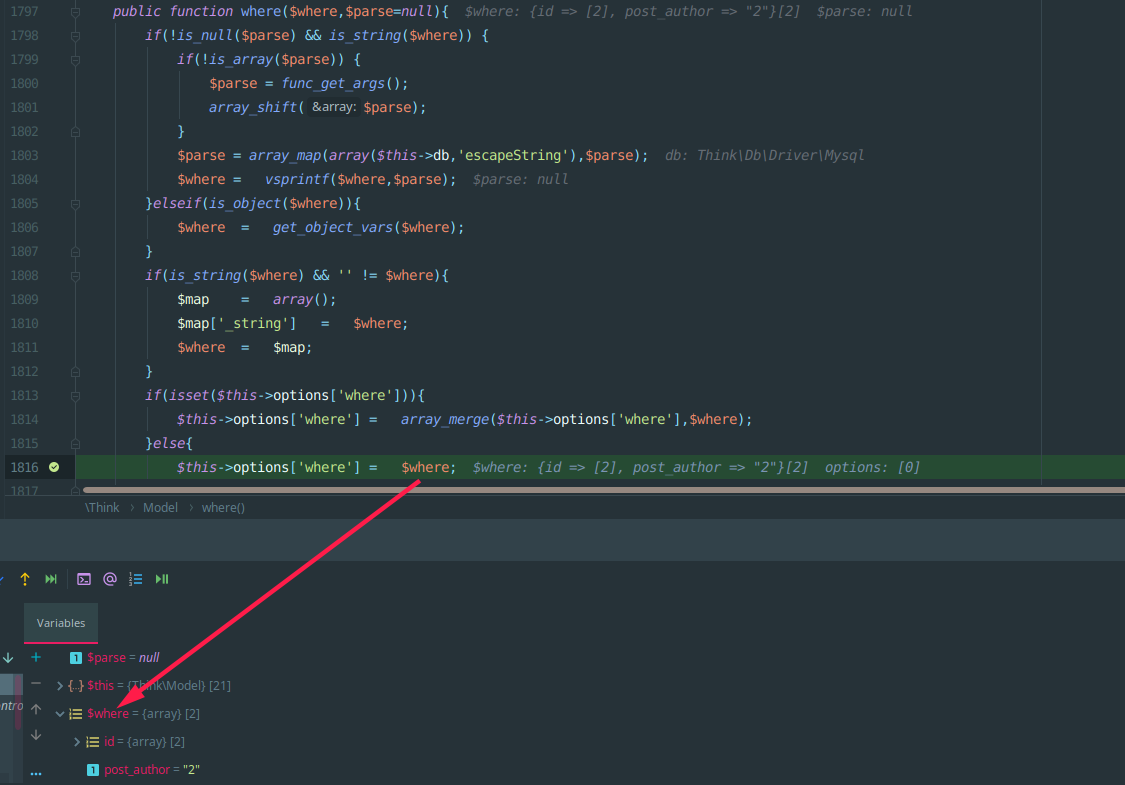 1797 public function where($where,$parse=null){ $where: {id => [2], post_author => "2"}[2] $parse: null
1798 if(!is_null($parse) && is_string($where)) {
1799 if(!is_array($parse)) {
1800 $parse = func_get_args();
1801 array_shift( &array: $parse);
1802 }
1803 $parse = array_map(array($this->db,'escapeString'),$parse); db: Think\Db\Driver\Mysql
1804 $where = vsprintf($where,$parse); $parse: null
1805 }elseif(is_object($where)){
1806 $where = get_object_vars($where);
1807 }
1808 if(is_string($where) && '' != $where){
1809 $map = array();
1810 $map['_string'] = $where;
1811 $where = $map;
1812 }
1813 if(isset($this->options['where'])){
1814 $this->options['where'] = array_merge($this->options['where'],$where);
1815 }else{
1816 $this->options['where'] = $where; $where: {id => [2], post_author => "2"}[2] options: [0]
1817
\Think › Model › where()
Variables
$parse = null
$this = {Think\Model} [21]
ntro
$where = {array} [2]
id = {array} [2]
post_author = "2"